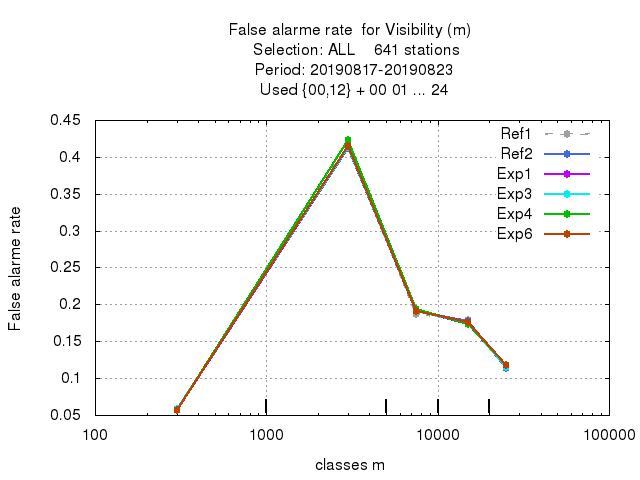 False alarme rate  for Visibility (m)
Selection: ALL    641 stations
Period: 20190817-20190823
Used {00,12} + 00 01 ... 24
0.45
0.4
0.35
0.3
0.25
0.2
0.15
0.1
0.05
False alarme rate
Ref1
Ref2
Exp1
Exp3
Exp4
Exp6
100 1000 10000 100000
classes m